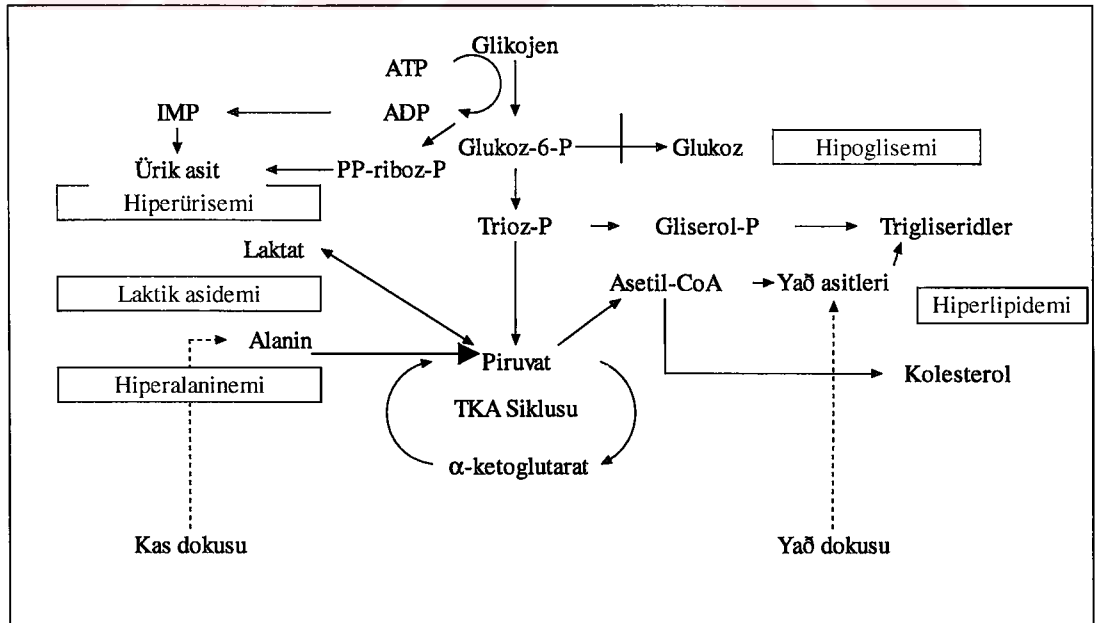 Glikojen
ATP
IMP
ADP
Glukoz-6-P
Glukoz
Hipoglisemi
Ürik asit
PP-riboz-P
Hiperürisemi
Trioz-P
Gliserol-P
Trigliseridler
Laktat
Asetil-CoA
Yað asitleri
Laktik asidemi
Hiperlipidemi
Alanin
Piruvat
Kolesterol
Hiperalaninemi
TKA Siklusu
α-ketoglutarat
Kas dokusu
Yað dokusu